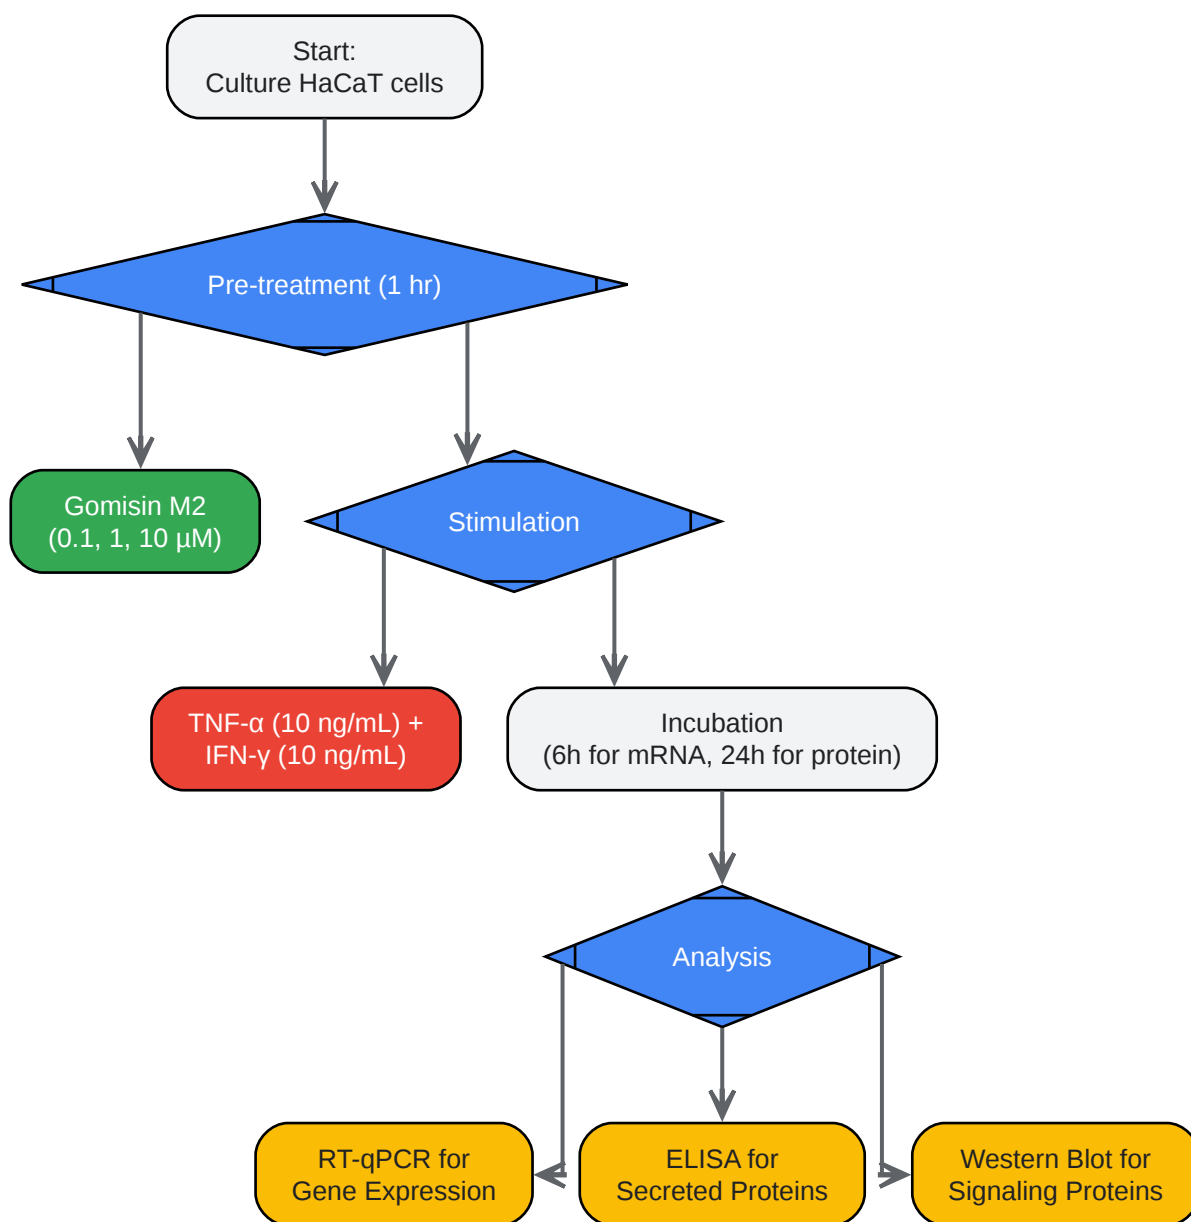 Start:
Culture HaCaT cells
Pre-treatment (1 hr)
Gomisin M2
(0.1, 1, 10 µM)
Stimulation
TNF-α (10 ng/mL) +
IFN-γ (10 ng/mL)
Incubation
(6h for mRNA, 24h for protein)
Analysis
RT-qPCR for
Gene Expression
ELISA for
Secreted Proteins
Western Blot for
Signaling Proteins